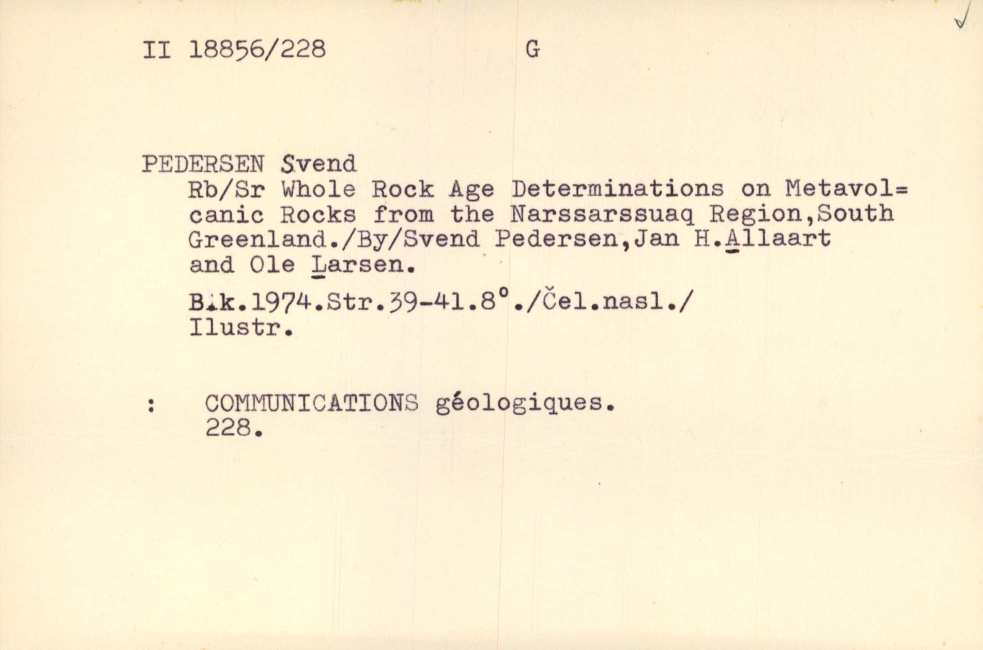 II 18856/228 G
PEDERSEN Svend
Rb/Sr Whole Rock Age Determinations on Metavol=
canic Rocks from the Narssarssuaq Region,South
Greenland./By/Svend Pedersen,Jan H.Allaart
and Ole Larsen.
B.k.1974.Str.39-41.8°./Čel.nasl./
Ilustr.
: COMMUNICATIONS géologiques.
228.